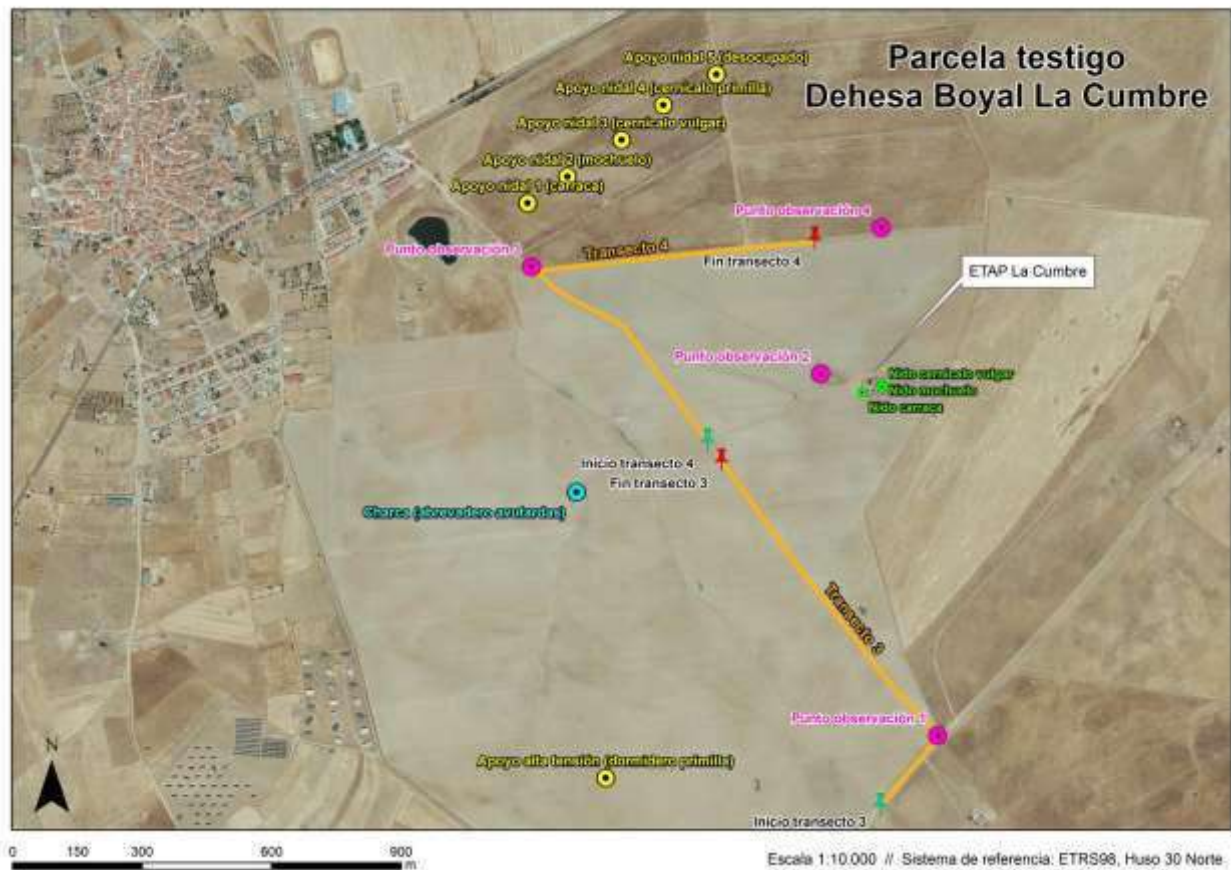 Parcela testigo
Dehesa Boyal La Cumbre
Apoyo nidal 5 (desocupado)
Apoyo nidal 4 (cernícalo primilla)
Apoyo nidal 3 (cernícalo vulgar)
Apoyo nidal 2 (mochuelo)
Apoyo nidal 1 (carraca)
Punto observación 4
Punto observación
Transecto 4
Fin transecto 4
ETAP La Cumbre
Punto observación 2
Nido cernícalo vulgar
Nido mochuelo
Nido carraca
Inicio transecto 4
Fin transecto 3
Charca (abrevadero avutardas)
Transecto 3
Punto observación 1
Apoyo alta tensión (dormidero primilla)
Inicio transecto 3
N
0 150 300 600 900
m
Escala 1:10.000 // Sistema de referencia: ETRS98, Huso 30 Norte